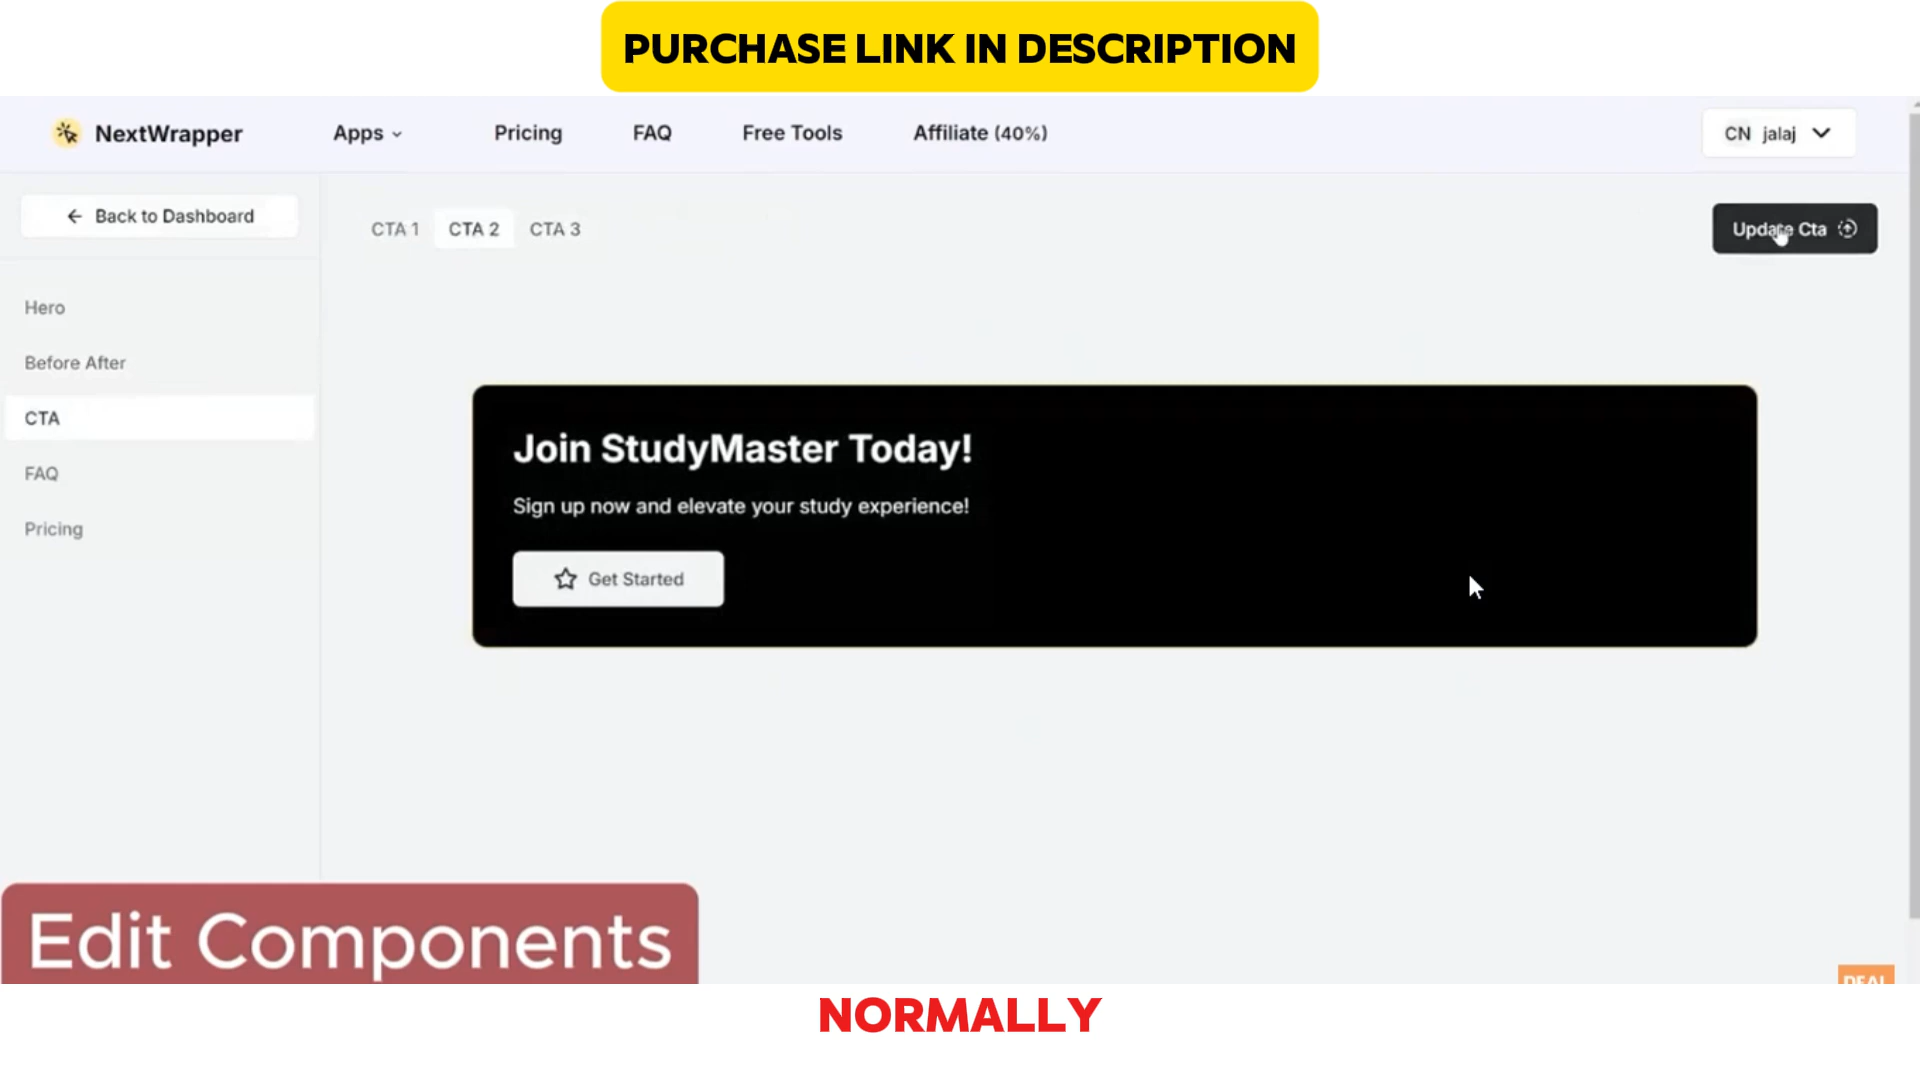 PURCHASE LINK IN DESCRIPTION
NextWrapper
Apps
Pricing
FAQ
Free Tools
Affiliate (40%)
CN jalaj
Back to Dashboard
CTA 1
CTA 2
CTA 3
Update Cta
Hero
Before After
CTA
FAQ
Pricing
Join StudyMaster Today!
Sign up now and elevate your study experience!
Get Started
Edit Components
DEAL
NORMALLY